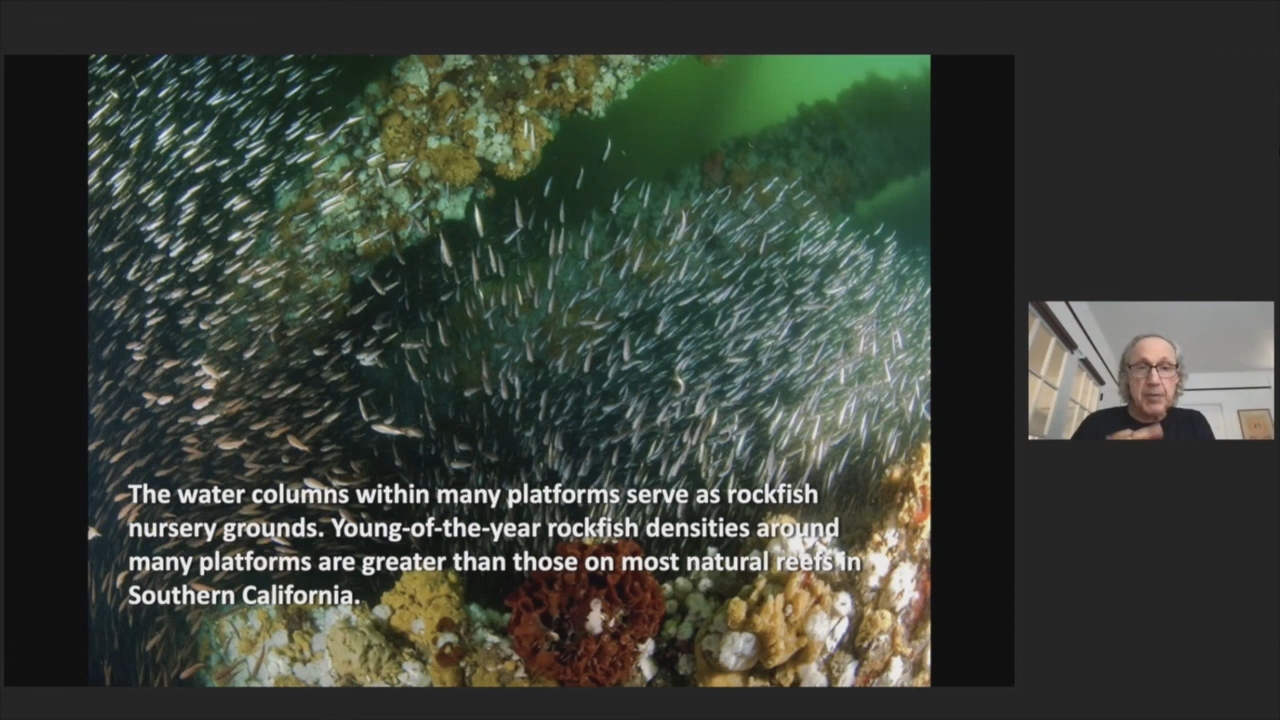 The water columns within many platforms serve as rockfish
nursery grounds. Young-of-the-year rockfish densities around
many platforms are greater than those on most natural reefs in
Southern California.